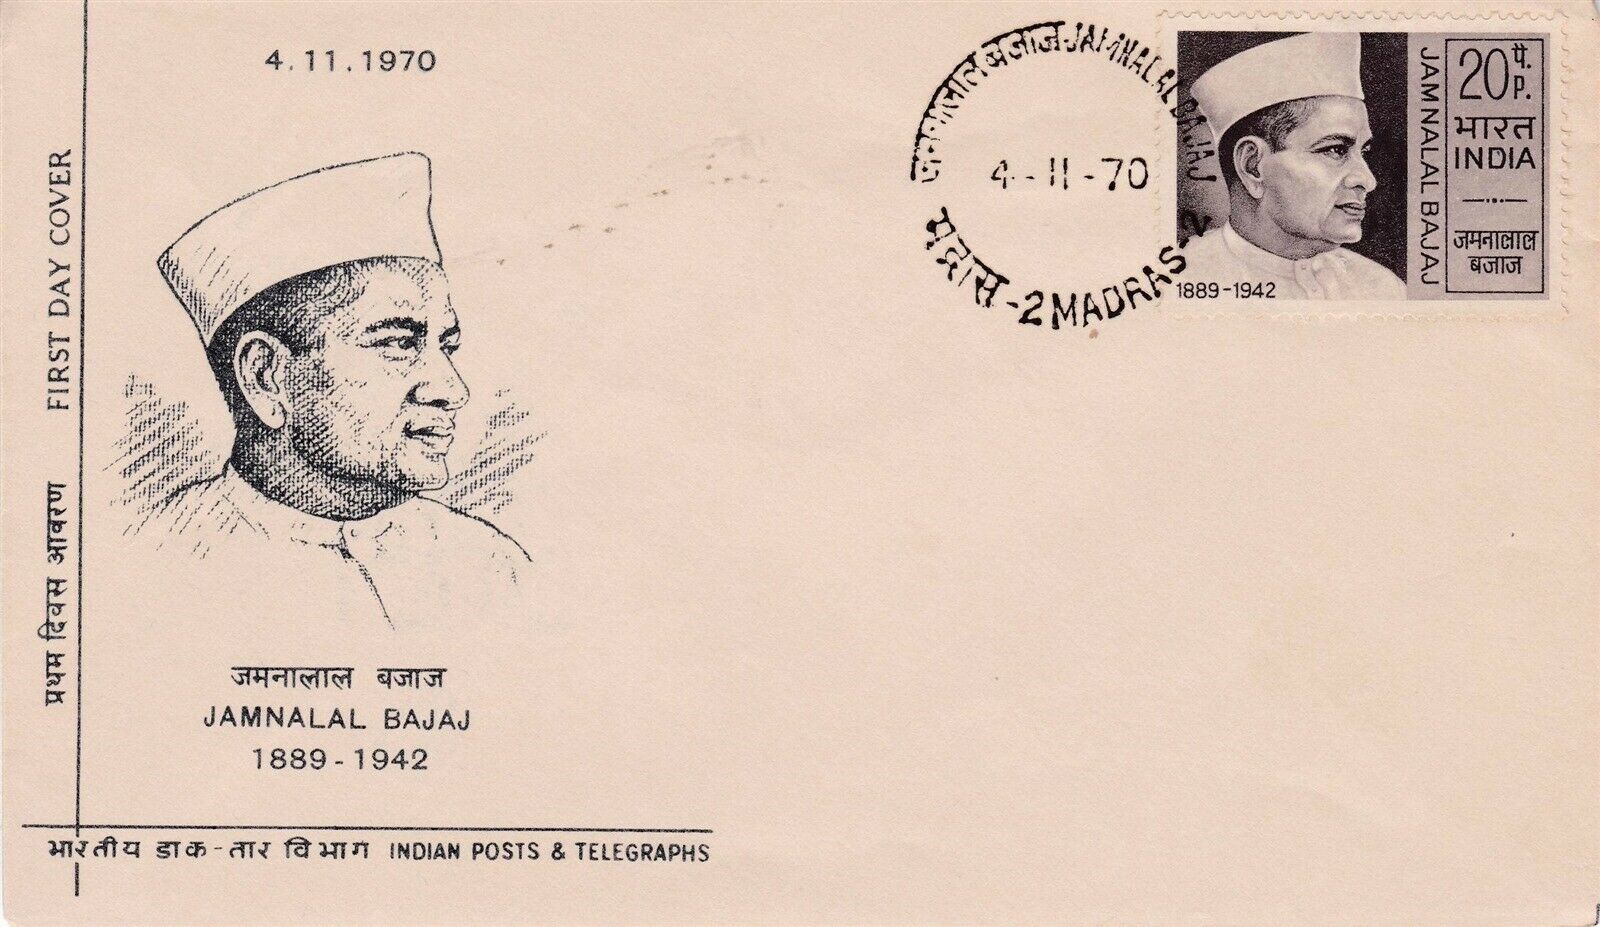 4.11.1970
प्रथम दिवस आवरण FIRST DAY COVER
जमनालाल बजाज
JAMNALAL BAJAJ
1889 - 1942
भारतीय डाक-तार विभाग INDIAN POSTS & TELEGRAPHS
जमनालाल बजाज-JAMNALAL BAJAJ
4-11-70
मद्रास-2 MADRAS-2
20 पै. P.
भारत
INDIA
जमनालाल
बजाज
JAMNALAL BAJAJ
1889-1942